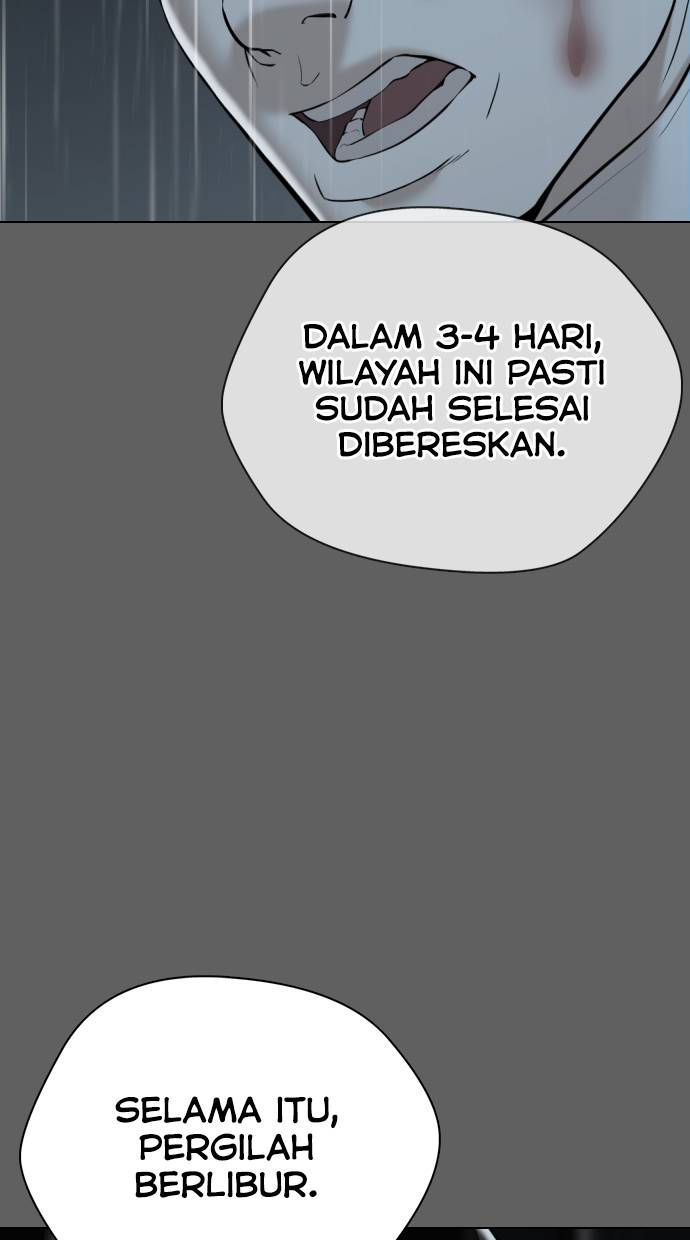 DALAM 3-4 HARI,
WILAYAH INI PASTI
SUDAH SELESAI
DIBERESKAN.
SELAMA ITU,
PERGILAH
BERLIBUR.